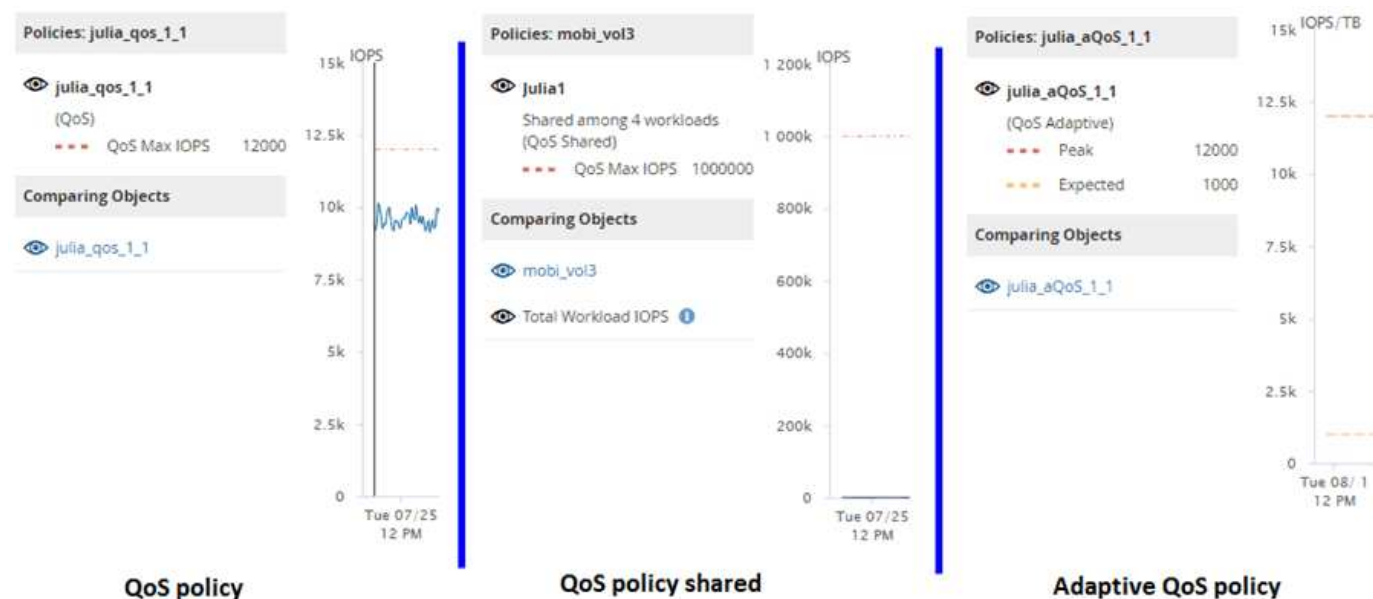 Policies: julia_qos_1_1
julia_qos_1_1
(QoS)
QoS Max IOPS 12000
Comparing Objects
julia_qos_1_1
IOPS
15k
12.5k
10k
7.5k
5k
2.5k
0
Tue 07/25
12 PM
QoS policy
Policies: mobi_vol3
Julia1
Shared among 4 workloads
(QoS Shared)
QoS Max IOPS 1000000
Comparing Objects
mobi_vol3
Total Workload IOPS i
IOPS
1 200k
1 000k
800k
600k
400k
200k
0
Tue 07/25
12 PM
QoS policy shared
Policies: julia_aQoS_1_1
julia_aQoS_1_1
(QoS Adaptive)
Peak 12000
Expected 1000
Comparing Objects
julia_aQoS_1_1
IOPS/TB
15k
12.5k
10k
7.5k
5k
2.5k
0
Tue 08/ 1
12 PM
Adaptive QoS policy